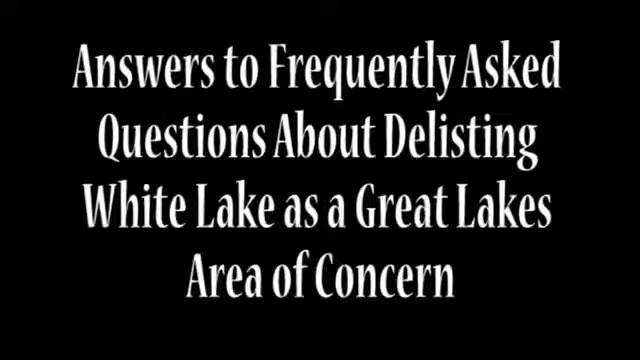 Answers to Frequently Asked
Questions About Delisting
White Lake as a Great Lakes
Area of Concern